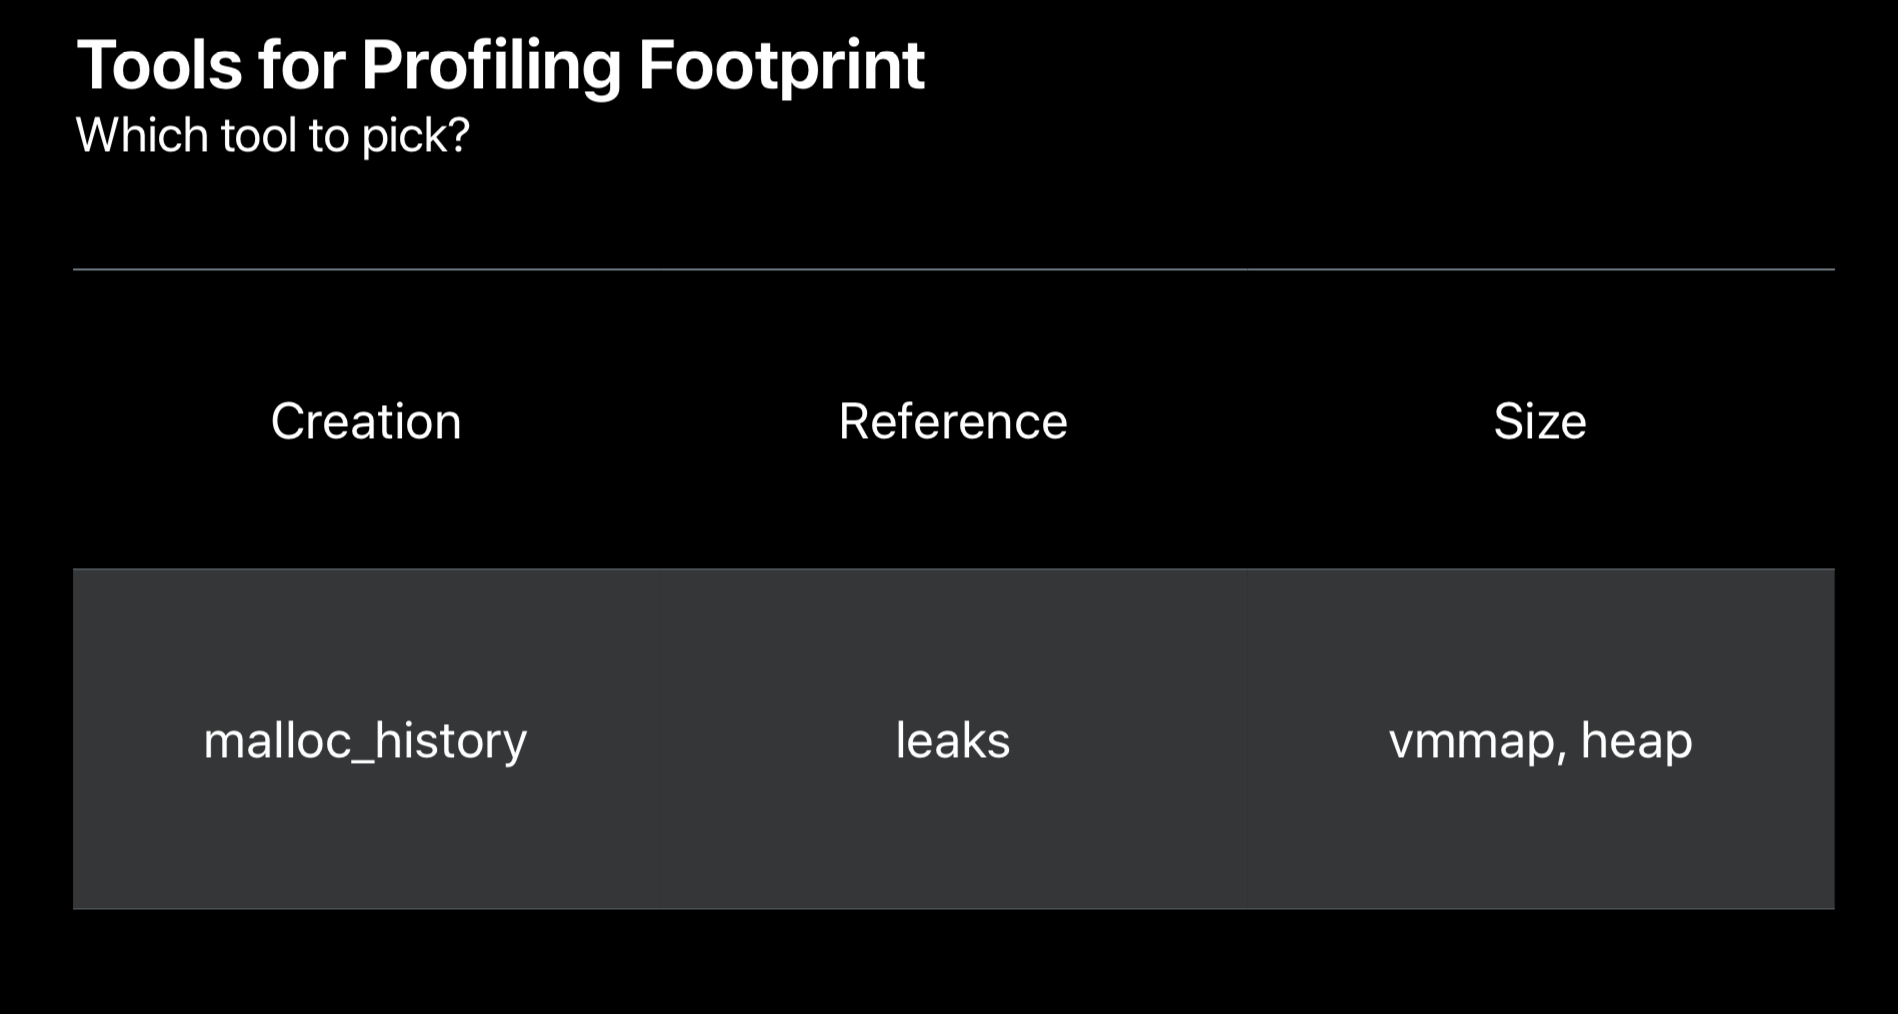 Tools for Profiling Footprint
Which tool to pick?
Creation Reference Size
malloc_history leaks vmmap, heap